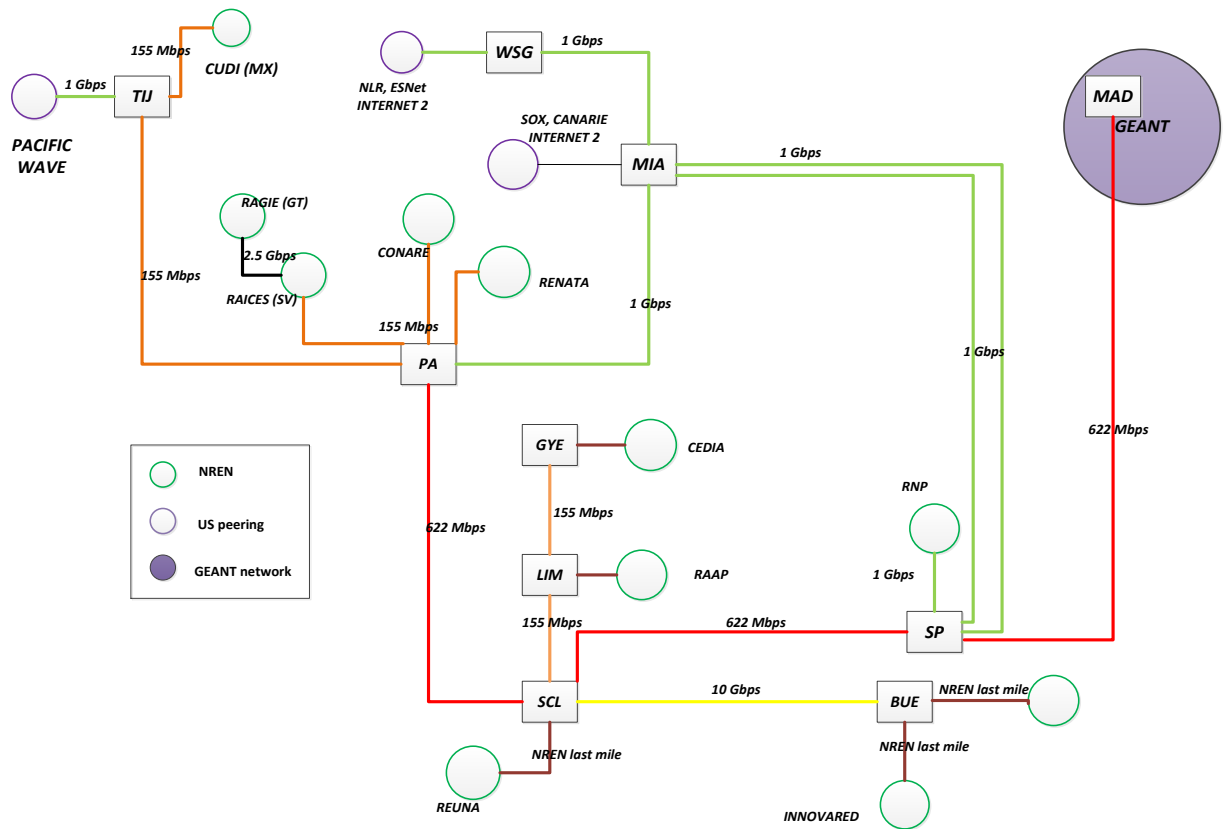 155 Mbps
CUDI (MX)
1 Gbps
TIJ
PACIFIC
WAVE
WSG
1 Gbps
NLR, ESNet
INTERNET 2
SOX, CANARIE
INTERNET 2
MIA
1 Gbps
MAD
GEANT
RAGIE (GT)
2.5 Gbps
RAICES (SV)
CONARE
RENATA
155 Mbps
155 Mbps
1 Gbps
PA
1 Gbps
622 Mbps
NREN
US peering
GEANT network
GYE
CEDIA
155 Mbps
622 Mbps
LIM
RAAP
155 Mbps
RNP
1 Gbps
622 Mbps
SP
SCL
10 Gbps
BUE
NREN last mile
NREN last mile
REUNA
NREN last mile
INNOVARED